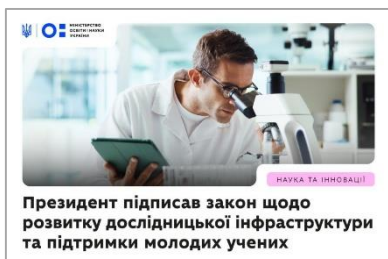 МІНІСТЕРСТВО
ОСВІТИ І НАУКИ
УКРАЇНИ
НАУКА ТА ІННОВАЦІЇ
Президент підписав закон щодо
розвитку дослідницької інфраструктури
та підтримки молодих учених